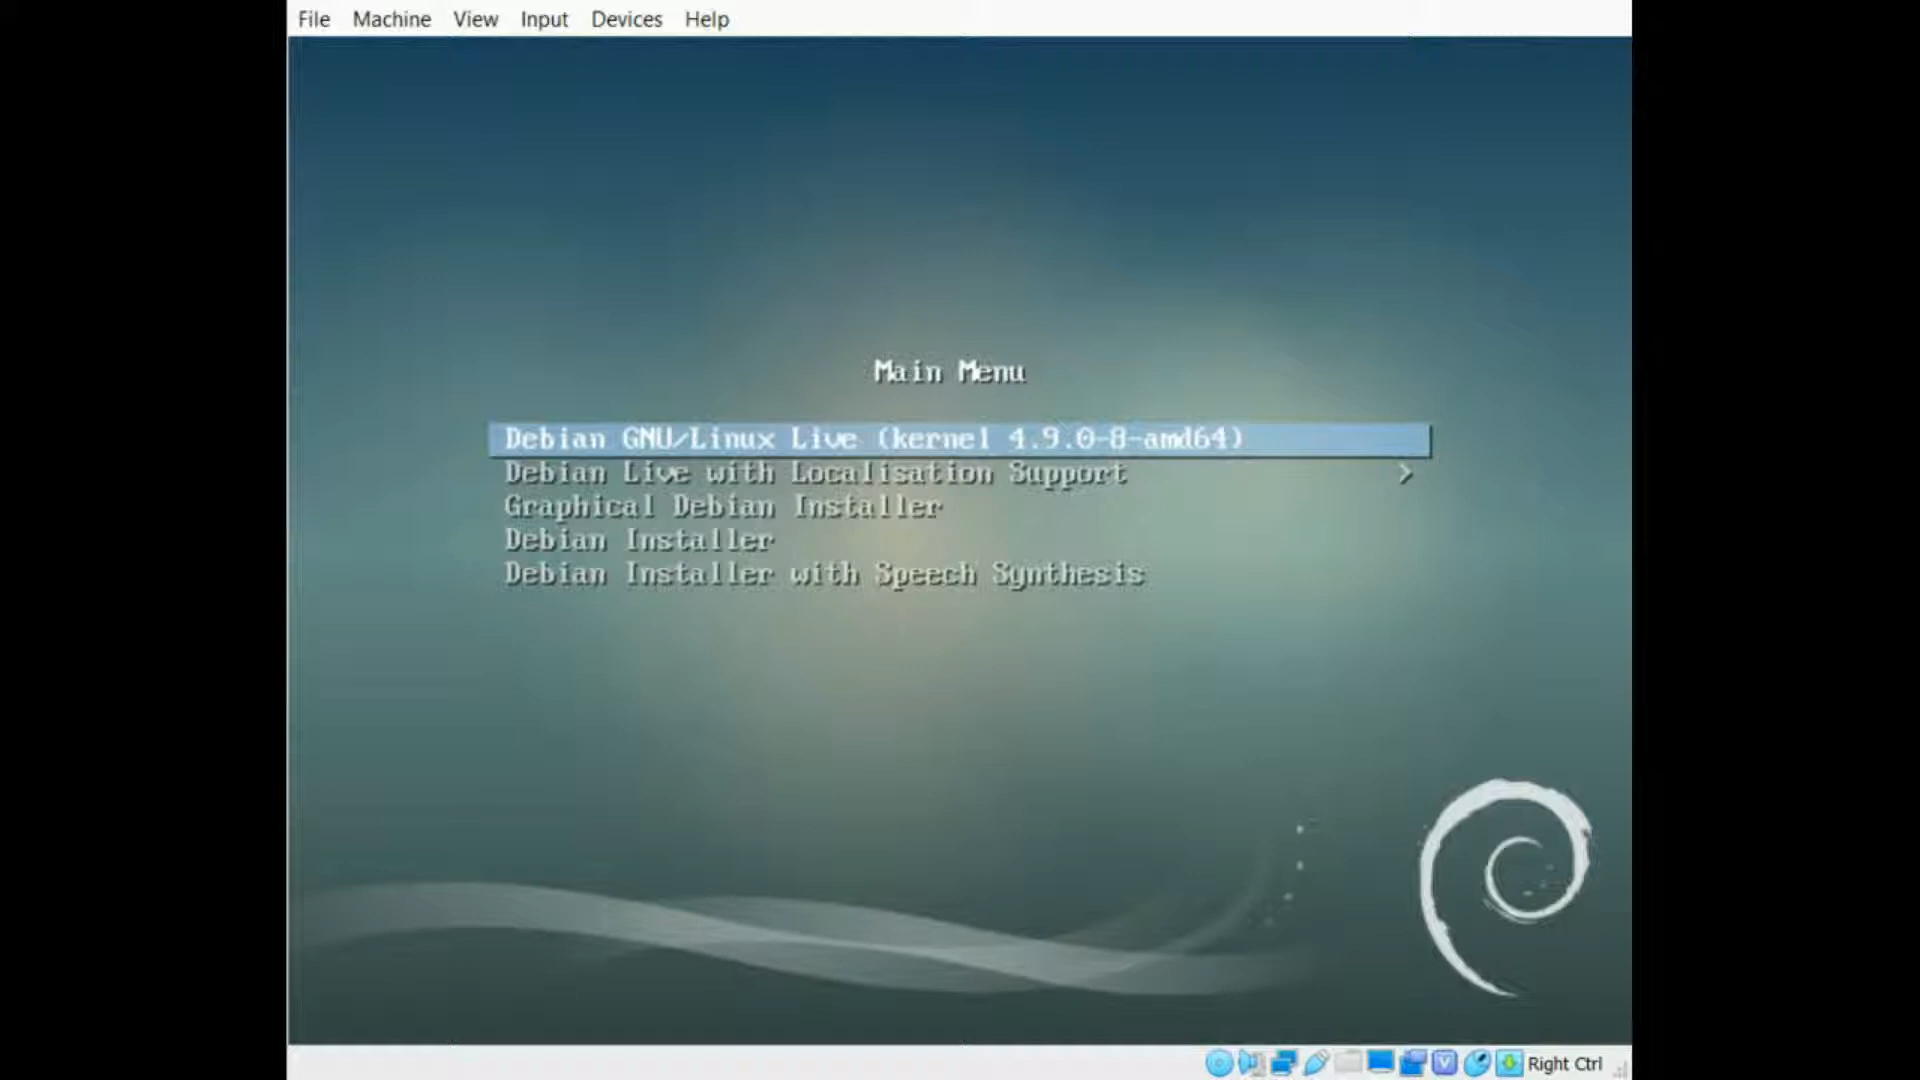 File Machine View Input Devices Help
Main Menu
Debian GNU/Linux Live (kernel 4.9.0-8-amd64)
Debian Live with Localisation Support >
Graphical Debian Installer
Debian Installer
Debian Installer with Speech Synthesis
Right Ctrl